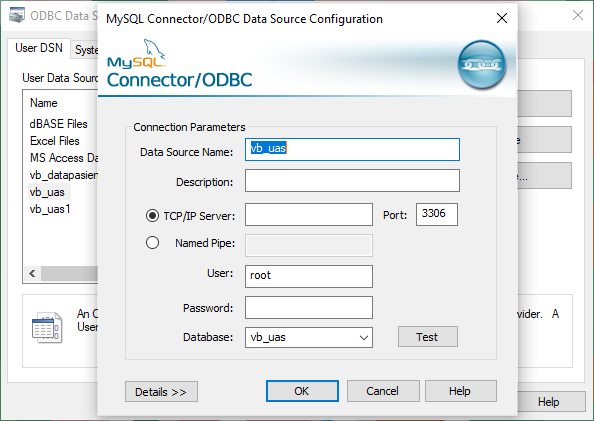 ODBC Data S
MySQL Connector/ODBC Data Source Configuration
User DSN
Syste
User Data Sourc
Name
dBASE Files
Excel Files
MS Access Da
vb_datapasien
vb_uas
vb_uas1
MySQL
Connector/ODBC
Connection Parameters
Data Source Name: vb_uas
Description:
TCP/IP Server:
Port: 3306
Named Pipe:
User: root
Password:
Database: vb_uas
Test
Details >>
OK
Cancel
Help
e
e...
An O
User
vider. A
Help